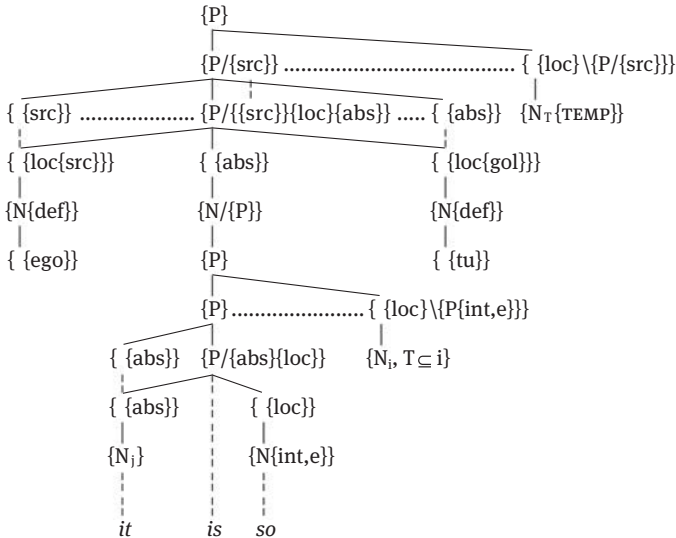 {P}
{P/{src}} ........................................ { {loc}\{P/{src}}}
{ {src}} .................... {P/{{src}}{loc}{abs}} ..... { {abs}} {N_T{TEMP}}
{ {loc{src}}} { {abs}} { {loc{gol}}}
{N{def}} {N/{P}} {N{def}}
{ {ego}} {P} { {tu}}
{P} ....................... { {loc}\{P{int,e}}}
{ {abs}} {P/{abs}{loc}} {N_i, T ⊆ i}
{ {abs}} { {loc}}
{N_j} {N{int,e}}
it is so